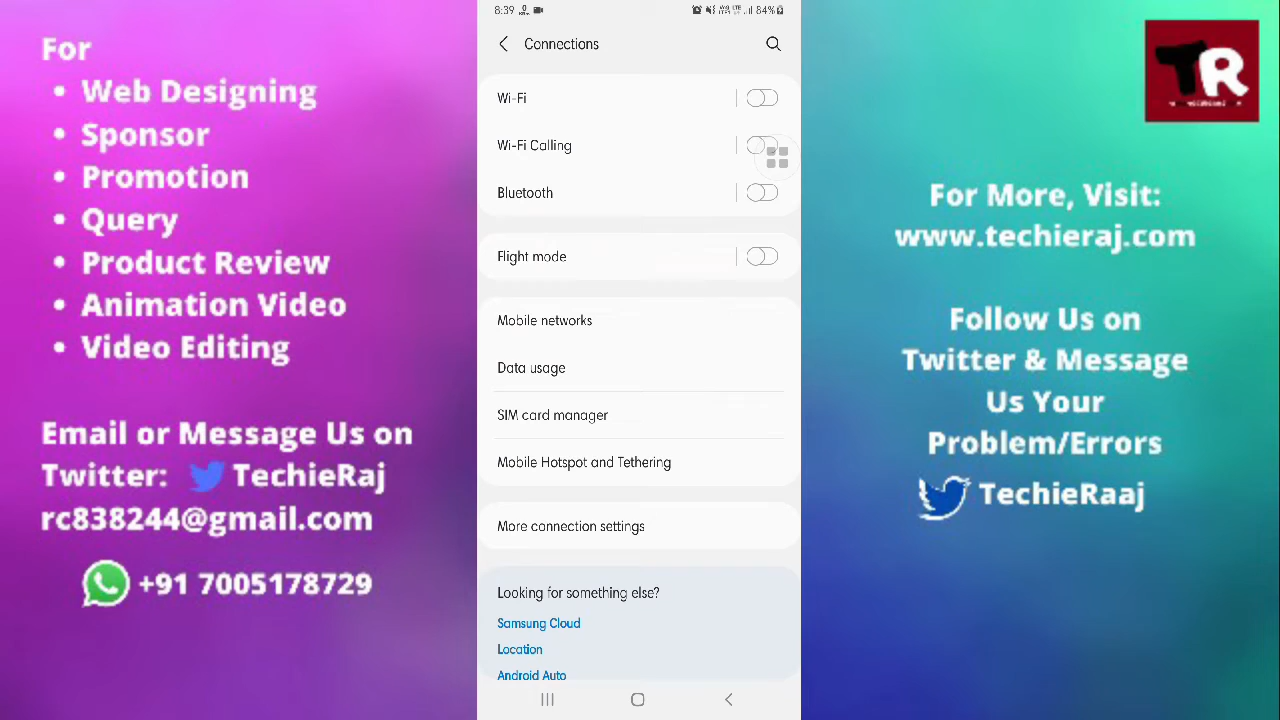 For
• Web Designing
• Sponsor
• Promotion
• Query
• Product Review
• Animation Video
• Video Editing
Email or Message Us on
Twitter: TechieRaj
rc838244@gmail.com
+91 7005178729
8:39
84%
Connections
Wi-Fi
Wi-Fi Calling
Bluetooth
Flight mode
Mobile networks
Data usage
SIM card manager
Mobile Hotspot and Tethering
More connection settings
Looking for something else?
Samsung Cloud
Location
Android Auto
TR
For More, Visit:
www.techieraj.com
Follow Us on
Twitter & Message
Us Your
Problem/Errors
TechieRaaj